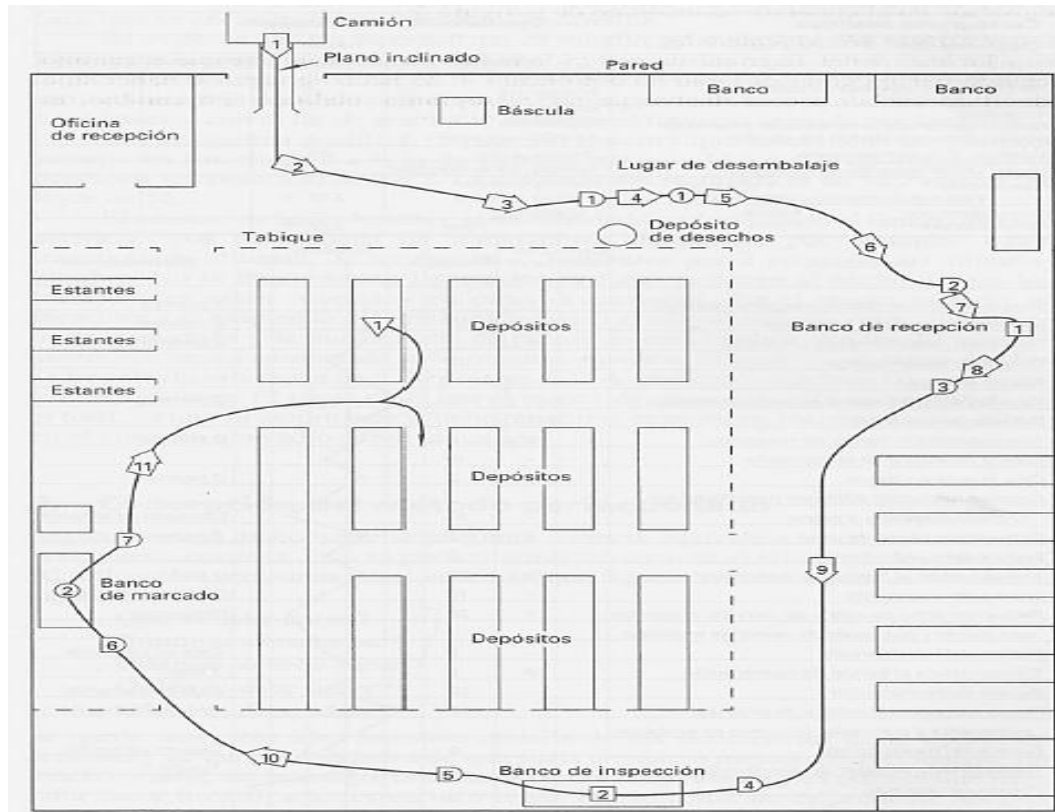 Camión
1
Plano inclinado
Pared
Banco
Banco
Báscula
Oficina
de recepción
2
Lugar de desembalaje
3
1
4
1
5
Depósito
de desechos
Tabique
6
Estantes
2
7
1
Depósitos
Banco de recepción
1
Estantes
8
3
Estantes
11
Depósitos
7
9
2
Banco
de marcado
Depósitos
6
10
5
Banco de inspección
2
4